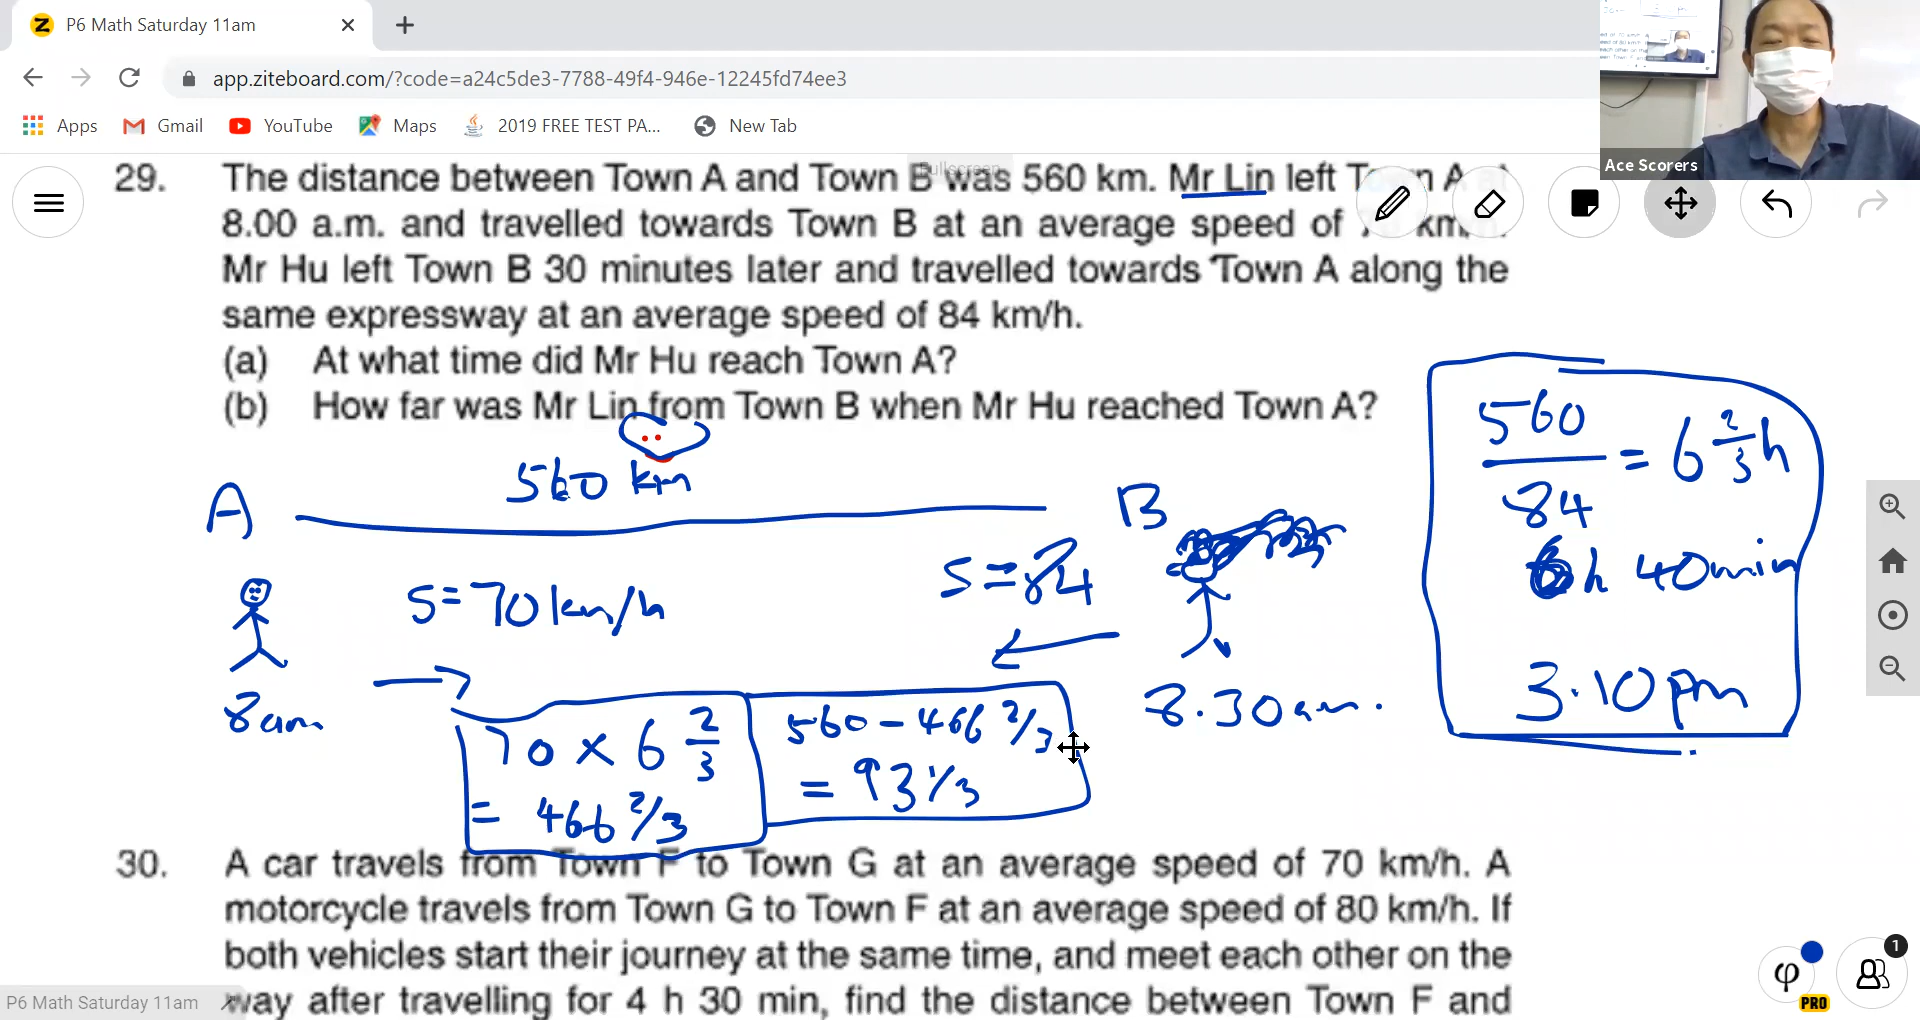 P6 Math Saturday 11am
app.ziteboard.com/?code=a24c5de3-7788-49f4-946e-12245fd74ee3
Apps Gmail YouTube Maps 2019 FREE TEST PA... New Tab
Ace Scorers
Fullscreen
29. The distance between Town A and Town B was 560 km. Mr Lin left Town A at
8.00 a.m. and travelled towards Town B at an average speed of km/h.
Mr Hu left Town B 30 minutes later and travelled towards Town A along the
same expressway at an average speed of 84 km/h.
(a) At what time did Mr Hu reach Town A?
(b) How far was Mr Lin from Town B when Mr Hu reached Town A?
560 km
A
B
S=70km/h
S=84
8am
8.30am.
70 × 6 2/3
= 466 2/3
560 - 466 2/3
= 93 1/3
560
84
= 6 2/3 h
6h 40min
3.10pm
30. A car travels from Town F to Town G at an average speed of 70 km/h. A
motorcycle travels from Town G to Town F at an average speed of 80 km/h. If
both vehicles start their journey at the same time, and meet each other on the
way after travelling for 4 h 30 min, find the distance between Town F and
P6 Math Saturday 11am
φ
PRO
1